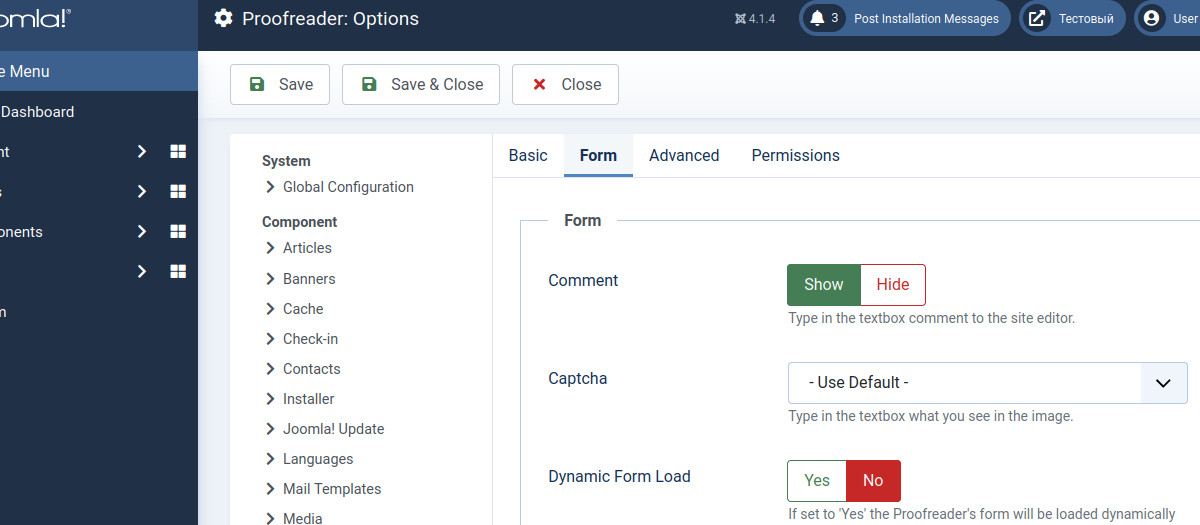 omla!®
Proofreader: Options
4.1.4
3
Post Installation Messages
Тестовый
User
e Menu
Dashboard
nt
s
onents
m
Save
Save & Close
Close
System
Global Configuration
Component
Articles
Banners
Cache
Check-in
Contacts
Installer
Joomla! Update
Languages
Mail Templates
Media
Basic
Form
Advanced
Permissions
Form
Comment
Show
Hide
Type in the textbox comment to the site editor.
Captcha
- Use Default -
Type in the textbox what you see in the image.
Dynamic Form Load
Yes
No
If set to 'Yes' the Proofreader's form will be loaded dynamically